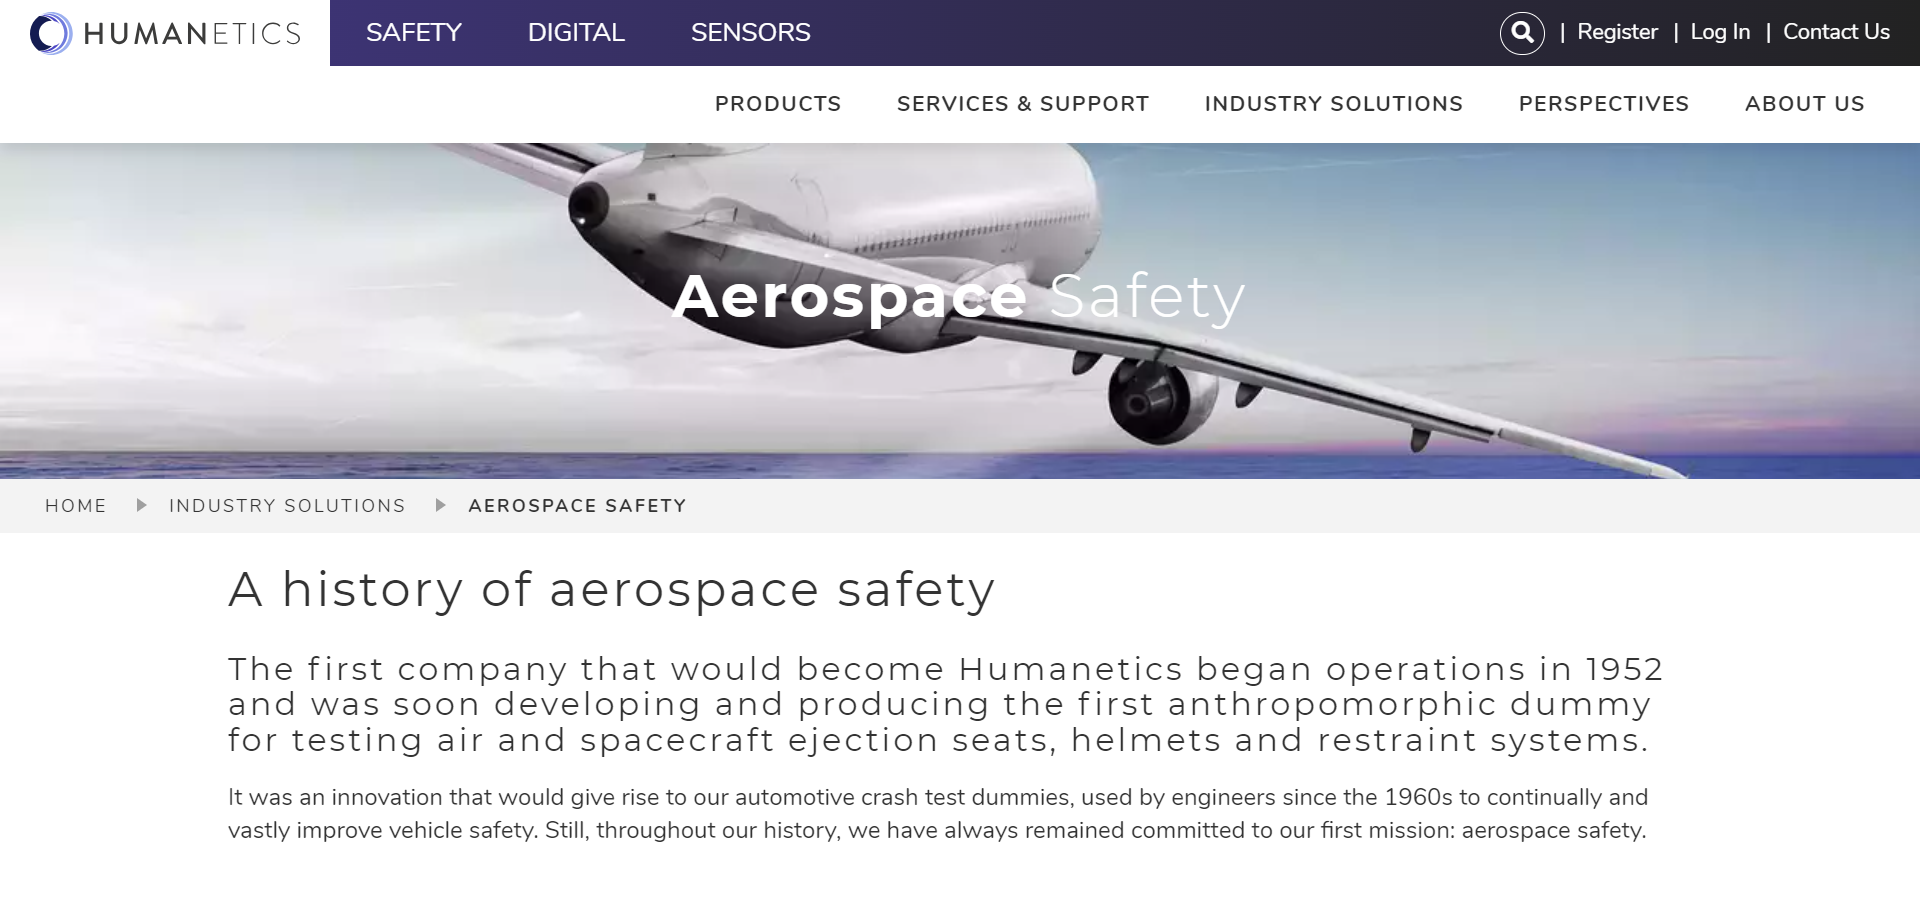 HUMANETICS
SAFETY DIGITAL SENSORS
| Register | Log In | Contact Us
PRODUCTS SERVICES & SUPPORT INDUSTRY SOLUTIONS PERSPECTIVES ABOUT US
Aerospace Safety
HOME INDUSTRY SOLUTIONS AEROSPACE SAFETY
A history of aerospace safety
The first company that would become Humanetics began operations in 1952
and was soon developing and producing the first anthropomorphic dummy
for testing air and spacecraft ejection seats, helmets and restraint systems.
It was an innovation that would give rise to our automotive crash test dummies, used by engineers since the 1960s to continually and
vastly improve vehicle safety. Still, throughout our history, we have always remained committed to our first mission: aerospace safety.